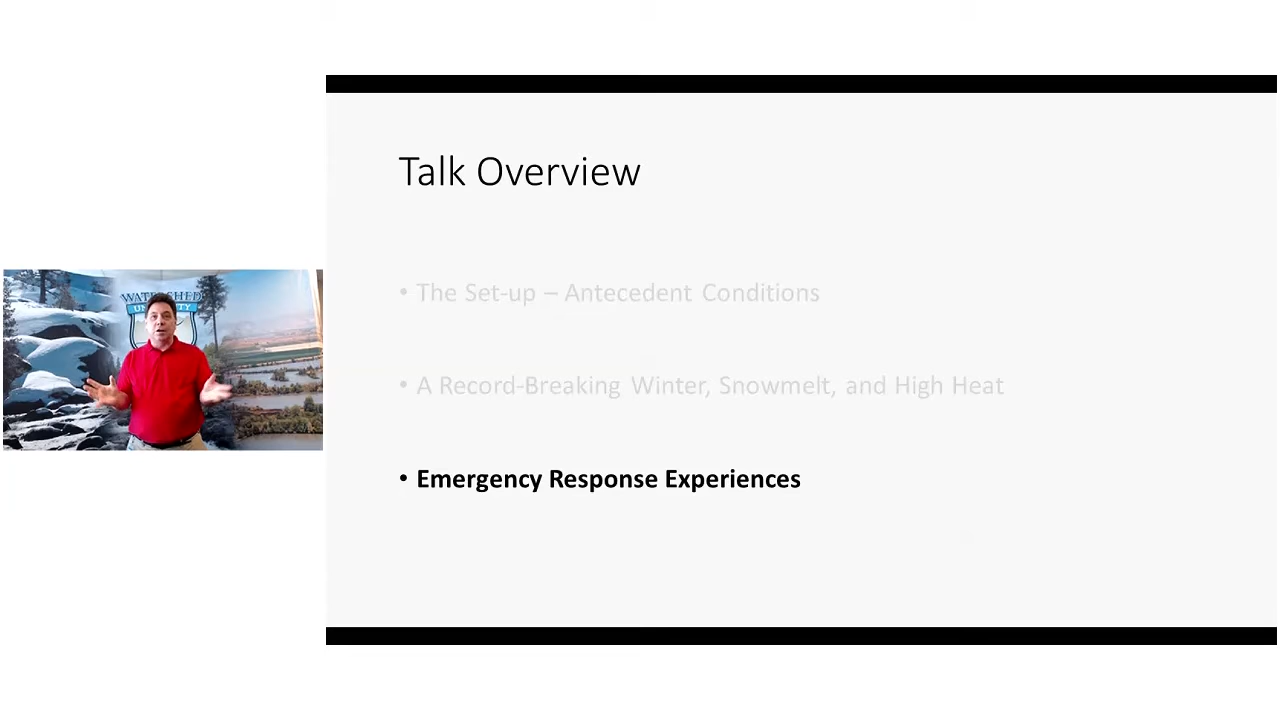 Talk Overview
• The Set-up – Antecedent Conditions
• A Record-Breaking Winter, Snowmelt, and High Heat
• Emergency Response Experiences
WATERSHED